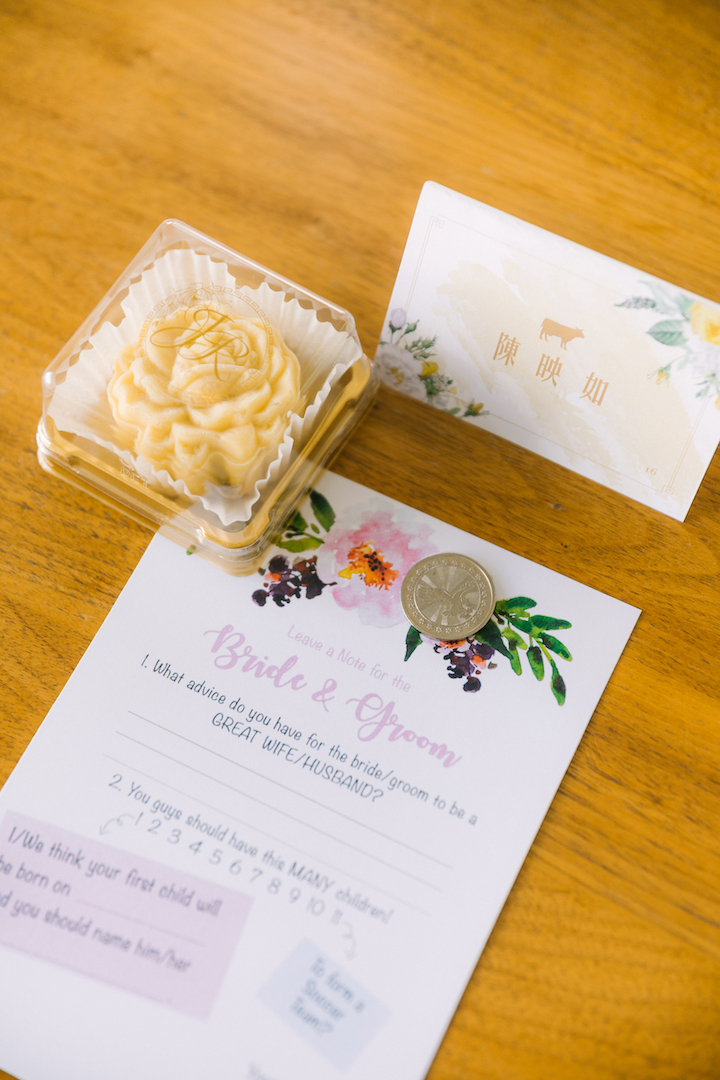 JR
陳映如
16
Leave a Note for the
Bride & Groom
1. What advice do you have for the bride/groom to be a
GREAT WIFE/HUSBAND?
2. You guys should have this MANY children!
1 2 3 4 5 6 7 8 9 10 11
I/We think your first child will
be born on
nd you should name him/her
To form a
Soccer
Team?